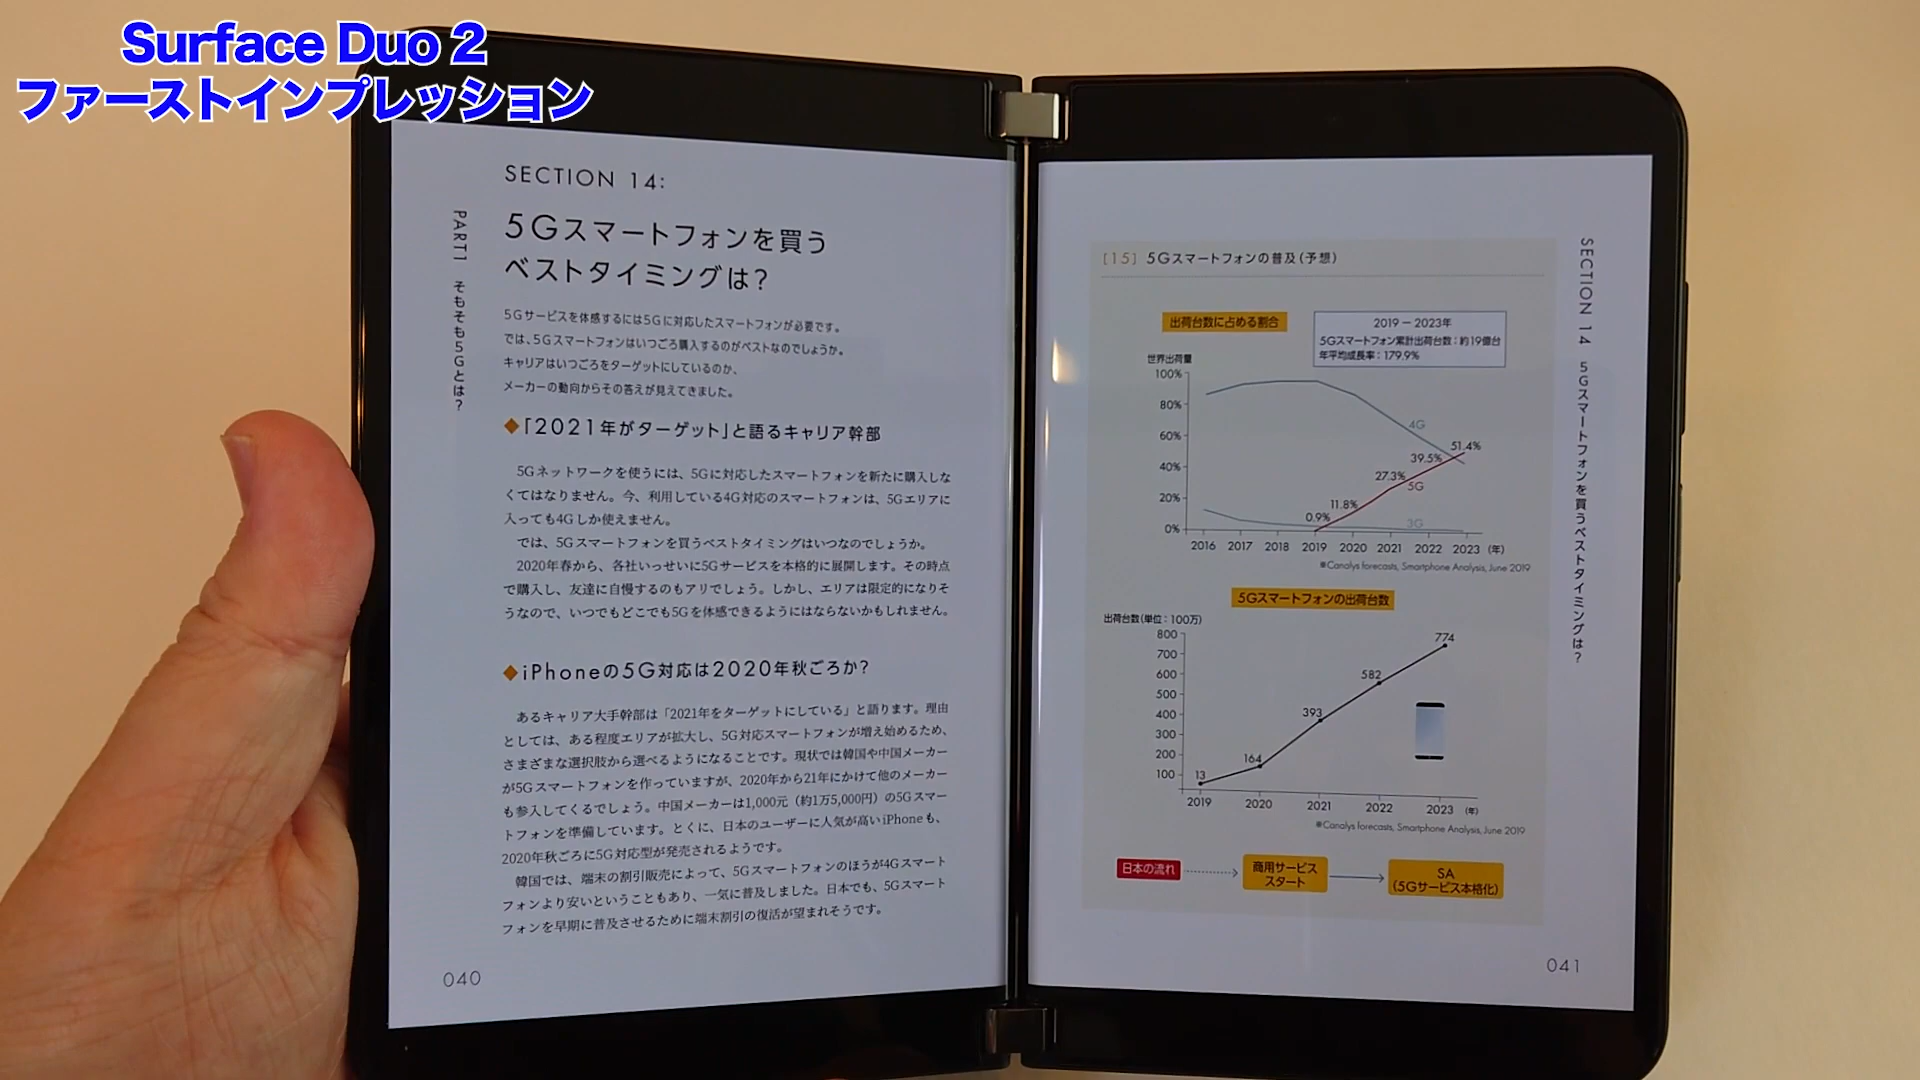 Surface Duo 2
ファーストインプレッション
SECTION 14:
5Gスマートフォンを買う
ベストタイミングは?
PART1 そもそも5Gとは?
5Gサービスを体感するには5Gに対応したスマートフォンが必要です。
では、5Gスマートフォンはいつごろ購入するのがベストなのでしょうか。
キャリアはいつごろをターゲットにしているのか、
メーカーの動向からその答えが見えてきました。
◆「2021年がターゲット」と語るキャリア幹部
5Gネットワークを使うには、5Gに対応したスマートフォンを新たに購入しな
くてはなりません。今、利用している4G対応のスマートフォンは、5Gエリアに
入っても4Gしか使えません。
では、5Gスマートフォンを買うベストタイミングはいつなのでしょうか。
2020年春から、各社いっせいに5Gサービスを本格的に展開します。その時点
で購入し、友達に自慢するのもアリでしょう。しかし、エリアは限定的になりそ
うなので、いつでもどこでも5Gを体感できるようにはならないかもしれません。
◆iPhoneの5G対応は2020年秋ごろか?
あるキャリア大手幹部は「2021年をターゲットにしている」と語ります。理由
としては、ある程度エリアが拡大し、5G対応スマートフォンが増え始めるため、
さまざまな選択肢から選べるようになることです。現状では韓国や中国メーカー
が5Gスマートフォンを作っていますが、2020年から21年にかけて他のメーカー
も参入してくるでしょう。中国メーカーは1,000元（約1万5,000円）の5Gスマー
トフォンを準備しています。とくに、日本のユーザーに人気が高いiPhoneも、
2020年秋ごろに5G対応型が発売されるようです。
韓国では、端末の割引販売によって、5Gスマートフォンのほうが4Gスマート
フォンより安いということもあり、一気に普及しました。日本でも、5Gスマート
フォンを早期に普及させるために端末割引の復活が望まれそうです。
040
[15] 5Gスマートフォンの普及(予想)
出荷台数に占める割合
2019 − 2023年
5Gスマートフォン累計出荷台数：約19億台
年平均成長率：179.9%
世界出荷量
100%
80%
60%
40%
20%
0%
4G
51.4%
39.5%
27.3%
5G
11.8%
0.9%
3G
2016 2017 2018 2019 2020 2021 2022 2023 (年)
※Canalys forecasts, Smartphone Analysis, June 2019
5Gスマートフォンの出荷台数
出荷台数(単位：100万)
800
700
600
500
400
300
200
100
774
582
393
164
13
2019 2020 2021 2022 2023 (年)
※Canalys forecasts, Smartphone Analysis, June 2019
日本の流れ
商用サービス
スタート
SA
(5Gサービス本格化)
SECTION 14 5Gスマートフォンを買うベストタイミングは?
041